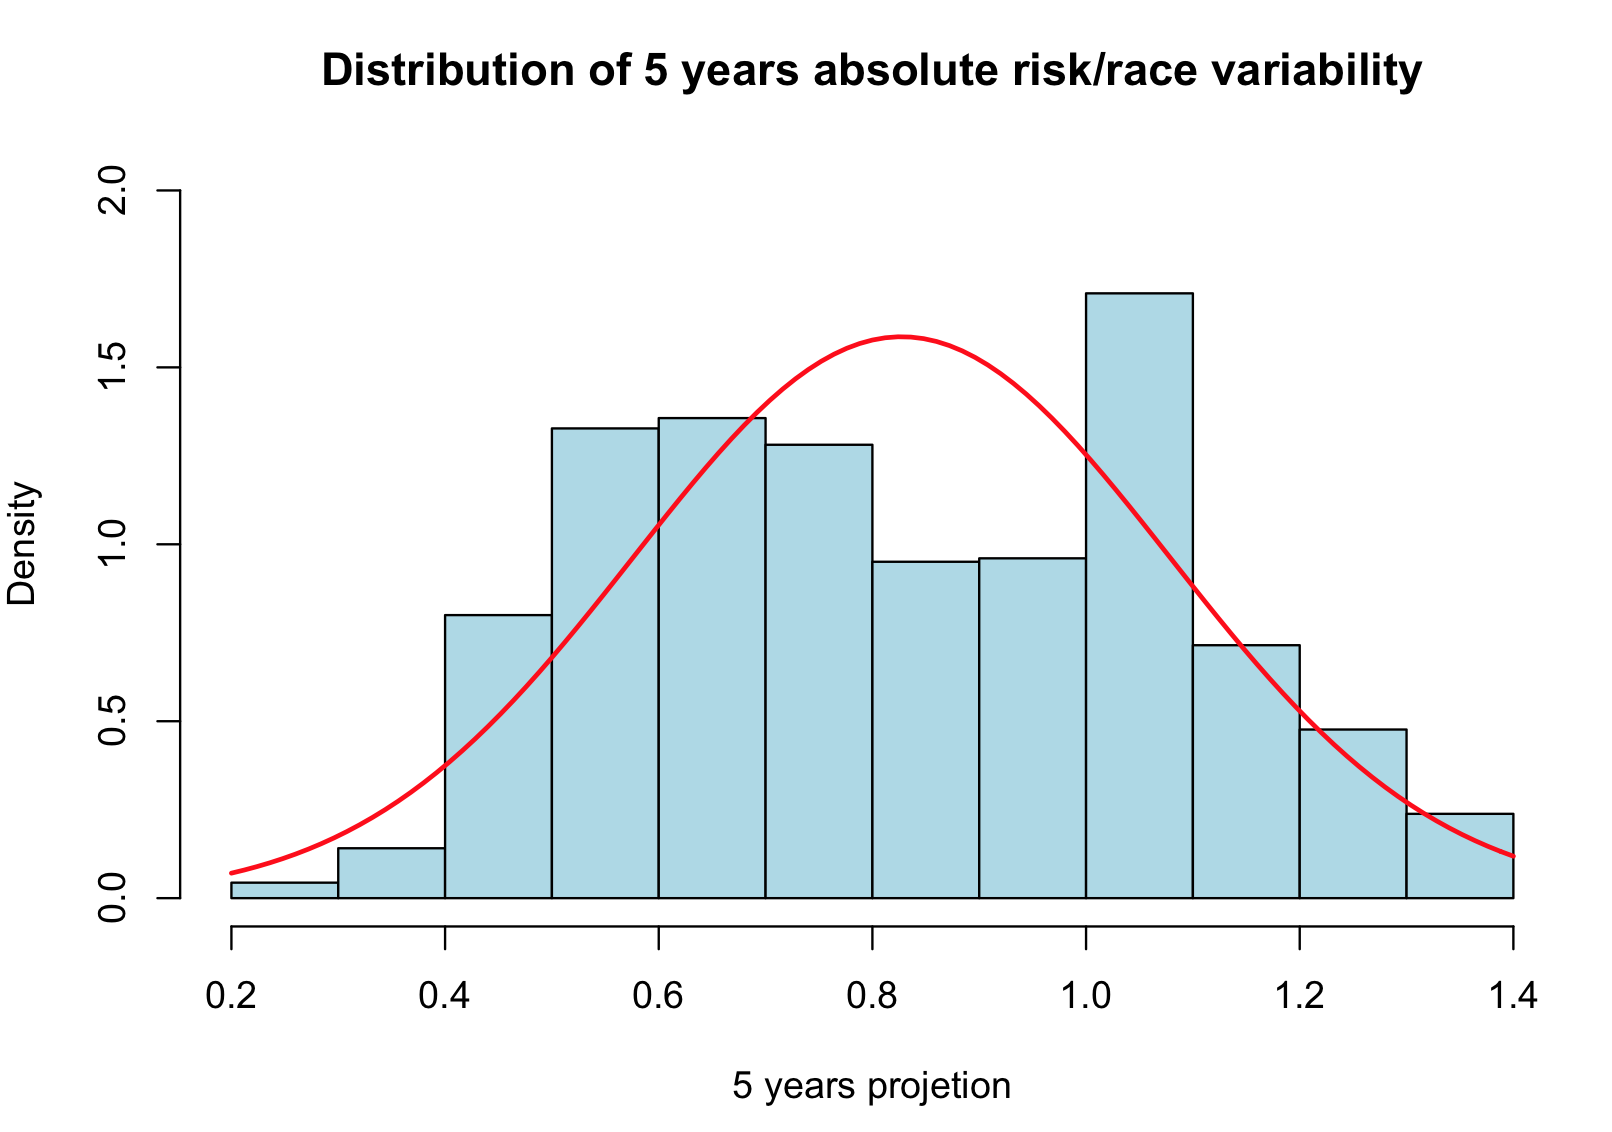 Distribution of 5 years absolute risk/race variability
2.0
1.5
1.0
0.5
0.0
Density
0.2 0.4 0.6 0.8 1.0 1.2 1.4
5 years projetion